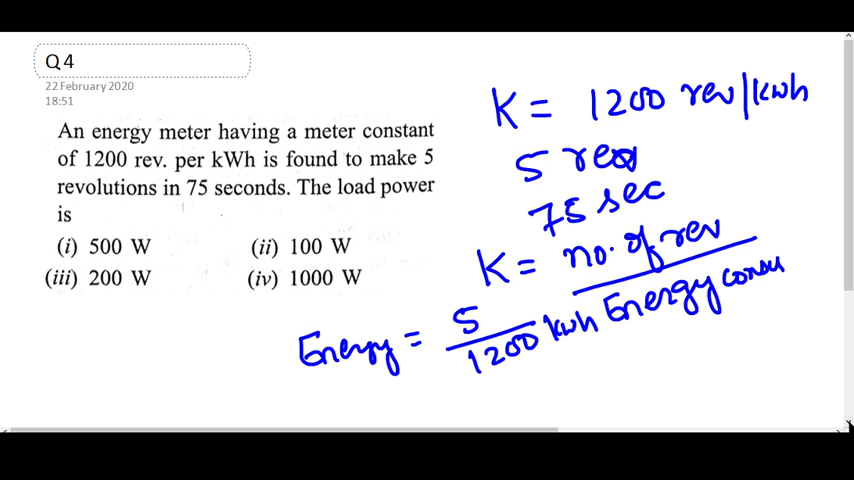 Q4
22 February 2020
18:51
An energy meter having a meter constant
of 1200 rev. per kWh is found to make 5
revolutions in 75 seconds. The load power
is
(i) 500 W (ii) 100 W
(iii) 200 W (iv) 1000 W
K = 1200 rev/kwh
5 rev
75 sec
K = no. of rev
Energy consu
Energy = 5
1200 kwh